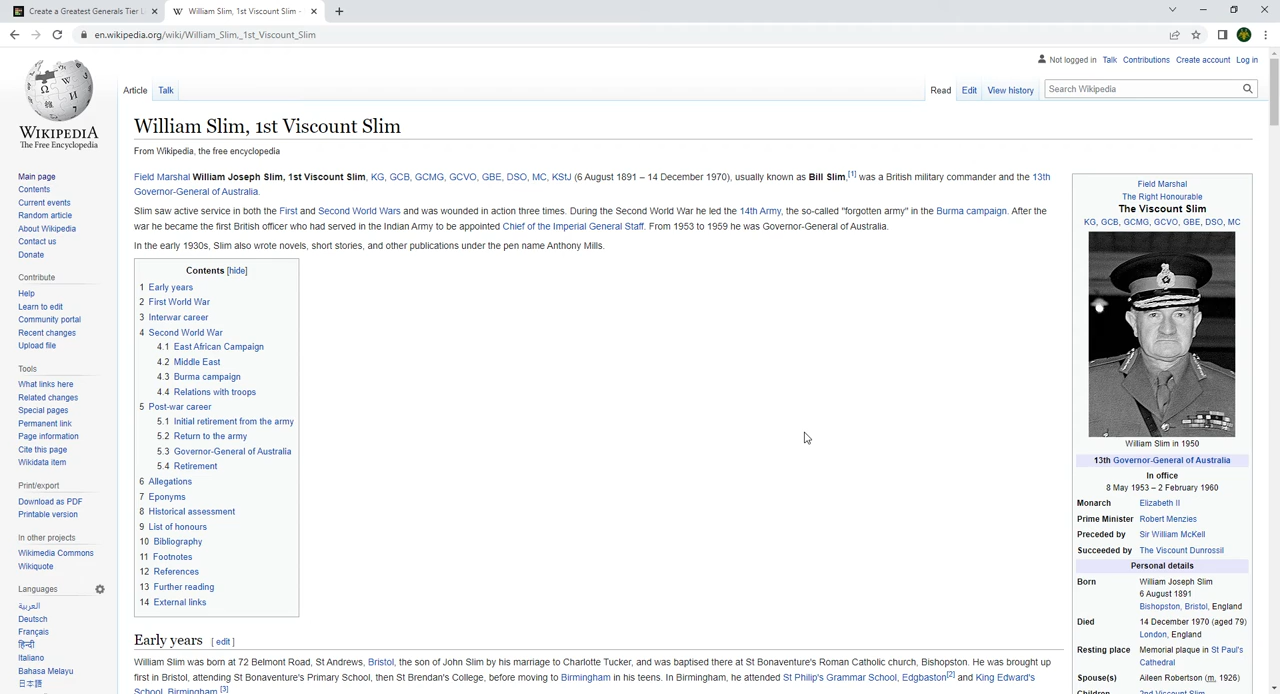 Create a Greatest Generals Tier L
William Slim, 1st Viscount Slim -
en.wikipedia.org/wiki/William_Slim,_1st_Viscount_Slim
Not logged in Talk Contributions Create account Log in
Article Talk Read Edit View history Search Wikipedia
WIKIPEDIA
The Free Encyclopedia
Main page
Contents
Current events
Random article
About Wikipedia
Contact us
Donate
Contribute
Help
Learn to edit
Community portal
Recent changes
Upload file
Tools
What links here
Related changes
Special pages
Permanent link
Page information
Cite this page
Wikidata item
Print/export
Download as PDF
Printable version
In other projects
Wikimedia Commons
Wikiquote
Languages
العربية
Deutsch
Français
हिन्दी
Italiano
Bahasa Melayu
日本語
William Slim, 1st Viscount Slim
From Wikipedia, the free encyclopedia
Field Marshal William Joseph Slim, 1st Viscount Slim, KG, GCB, GCMG, GCVO, GBE, DSO, MC, KStJ (6 August 1891 – 14 December 1970), usually known as Bill Slim,[1] was a British military commander and the 13th
Governor-General of Australia.
Slim saw active service in both the First and Second World Wars and was wounded in action three times. During the Second World War he led the 14th Army, the so-called "forgotten army" in the Burma campaign. After the
war he became the first British officer who had served in the Indian Army to be appointed Chief of the Imperial General Staff. From 1953 to 1959 he was Governor-General of Australia.
In the early 1930s, Slim also wrote novels, short stories, and other publications under the pen name Anthony Mills.
Contents [hide]
1 Early years
2 First World War
3 Interwar career
4 Second World War
4.1 East African Campaign
4.2 Middle East
4.3 Burma campaign
4.4 Relations with troops
5 Post-war career
5.1 Initial retirement from the army
5.2 Return to the army
5.3 Governor-General of Australia
5.4 Retirement
6 Allegations
7 Eponyms
8 Historical assessment
9 List of honours
10 Bibliography
11 Footnotes
12 References
13 Further reading
14 External links
Early years [ edit ]
William Slim was born at 72 Belmont Road, St Andrews, Bristol, the son of John Slim by his marriage to Charlotte Tucker, and was baptised there at St Bonaventure's Roman Catholic church, Bishopston. He was brought up
first in Bristol, attending St Bonaventure's Primary School, then St Brendan's College, before moving to Birmingham in his teens. In Birmingham, he attended St Philip's Grammar School, Edgbaston[2] and King Edward's
School, Birmingham.[3]
Field Marshal
The Right Honourable
The Viscount Slim
KG, GCB, GCMG, GCVO, GBE, DSO, MC
William Slim in 1950
13th Governor-General of Australia
In office
8 May 1953 – 2 February 1960
Monarch Elizabeth II
Prime Minister Robert Menzies
Preceded by Sir William McKell
Succeeded by The Viscount Dunrossil
Personal details
Born William Joseph Slim
6 August 1891
Bishopston, Bristol, England
Died 14 December 1970 (aged 79)
London, England
Resting place Memorial plaque in St Paul's
Cathedral
Spouse(s) Aileen Robertson (m. 1926)
Children 2nd Viscount Slim